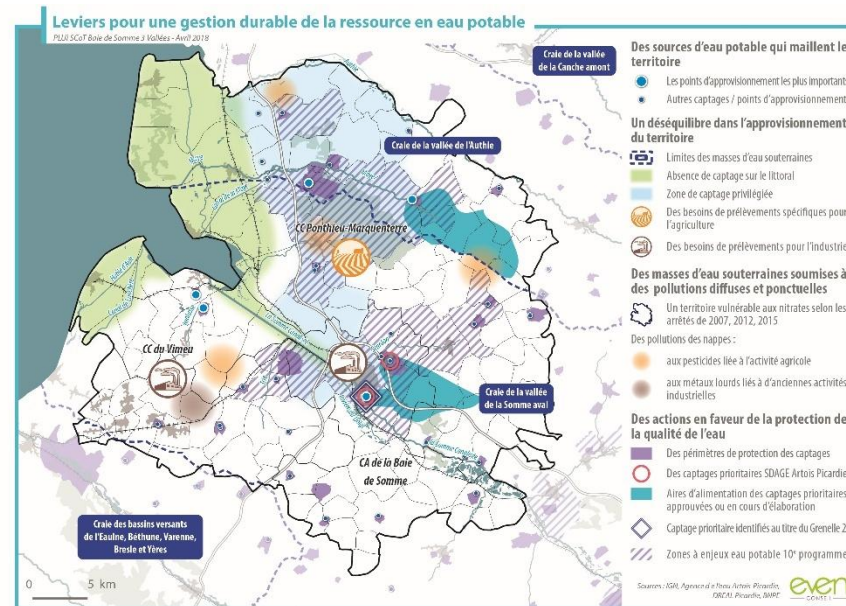 Leviers pour une gestion durable de la ressource en eau potable
PLUI SCoT Baie de Somme 3 Vallées - Avril 2018
Craie de la vallée
de la Canche amont
Craie de la vallée de l'Authie
CC Ponthieu-Marquenterre
CC du Vimeu
Craie de la vallée
de la Somme aval
CA de la Baie
de Somme
Craie des bassins versants
de l'Eaulne, Béthune, Varenne,
Bresle et Yères
0 5 km
Des sources d'eau potable qui maillent le
territoire
Les points d'approvisionnement les plus importants
Autres captages / points d'approvisionnement
Un déséquilibre dans l'approvisionnement
du territoire
Limites des masses d'eau souterraines
Absence de captage sur le littoral
Zone de captage privilégiée
Des besoins de prélèvements spécifiques pour
l'agriculture
Des besoins de prélèvements pour l'industrie
Des masses d'eau souterraines soumises à
des pollutions diffuses et ponctuelles
Un territoire vulnérable aux nitrates selon les
arrêtés de 2007, 2012, 2015
Des pollutions des nappes :
aux pesticides liée à l'activité agricole
aux métaux lourds liés à d'anciennes activités
industrielles
Des actions en faveur de la protection de
la qualité de l'eau
Des périmètres de protection des captages
Des captages prioritaires SDAGE Artois Picardie
Aires d'alimentation des captages prioritaires
approuvées ou en cours d'élaboration
Captage prioritaire identifiés au titre du Grenelle 2
Zones à enjeux eau potable 10e programme
Sources : IGN, Agence de l'eau Artois Picardie,
DREAL Picardie, BNPE
even
CONSEIL